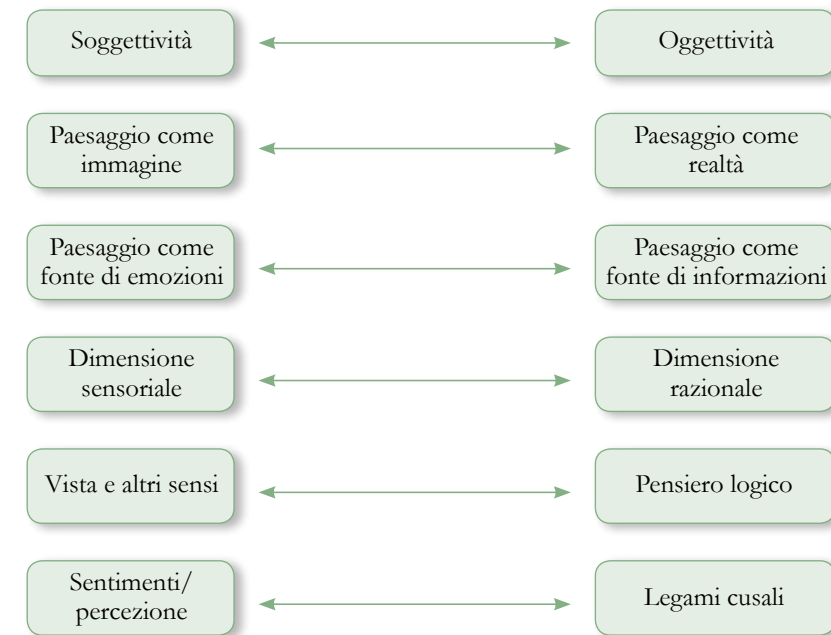 Soggettività
Oggettività
Paesaggio come
immagine
Paesaggio come
realtà
Paesaggio come
fonte di emozioni
Paesaggio come
fonte di informazioni
Dimensione
sensoriale
Dimensione
razionale
Vista e altri sensi
Pensiero logico
Sentimenti/
percezione
Legami cusali